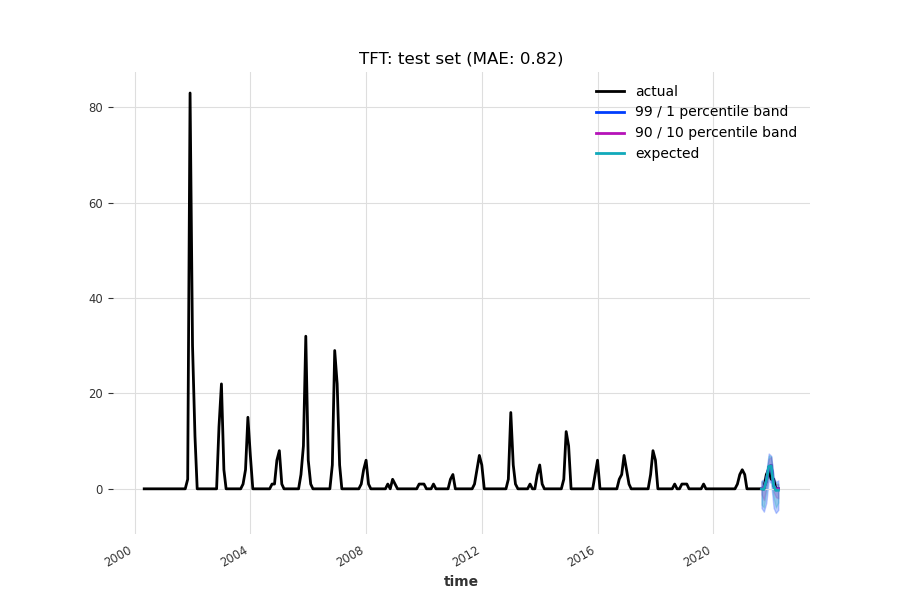 TFT: test set (MAE: 0.82)
actual
99 / 1 percentile band
90 / 10 percentile band
expected
80
60
40
20
0
2000
2004
2008
2012
2016
2020
time